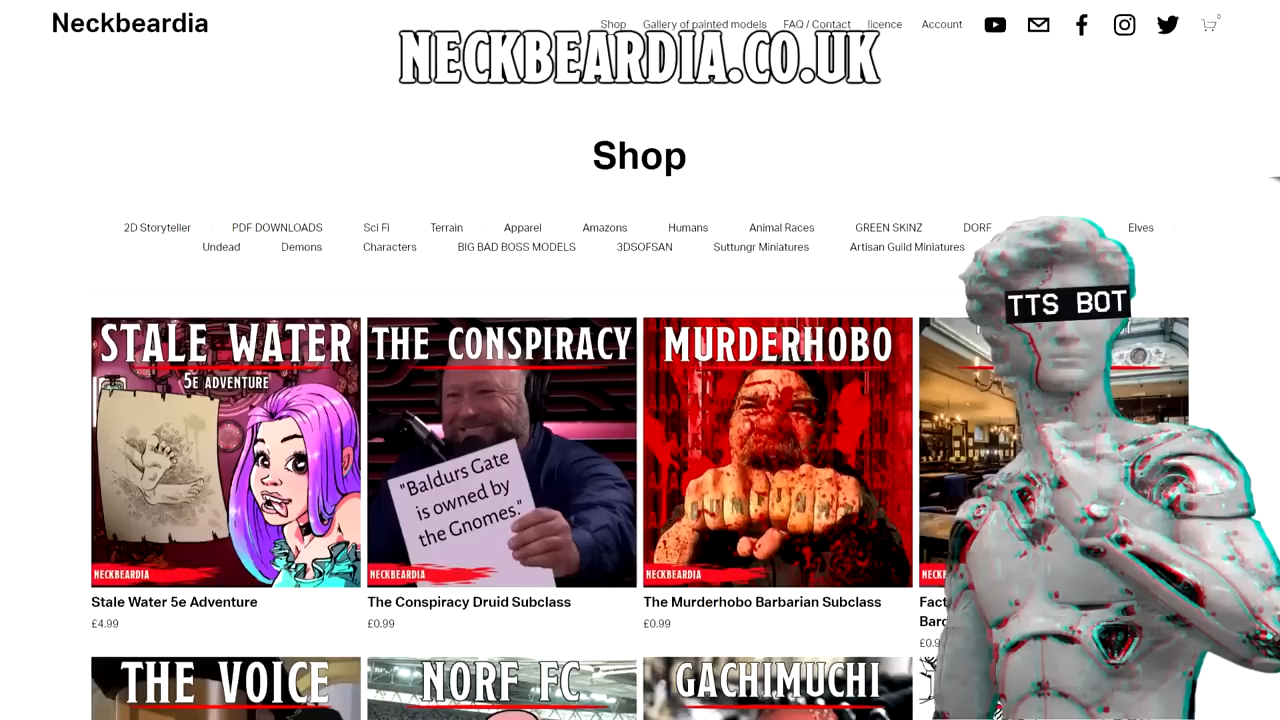 Neckbeardia
Shop Gallery of painted models FAQ / Contact licence Account 0
NECKBEARDIA.CO.UK
Shop
2D Storyteller PDF DOWNLOADS Sci Fi Terrain Apparel Amazons Humans Animal Races GREEN SKINZ DORF Elves
Undead Demons Characters BIG BAD BOSS MODELS 3DSOFSAN Suttungr Miniatures Artisan Guild Miniatures
TTS BOT
STALE WATER
5E ADVENTURE
NECKBEARDIA
Stale Water 5e Adventure
£4.99
THE CONSPIRACY
"Baldurs Gate
is owned by
the Gnomes."
NECKBEARDIA
The Conspiracy Druid Subclass
£0.99
MURDERHOBO
NECKBEARDIA
The Murderhobo Barbarian Subclass
£0.99
THE VOICE
NORF FC
GACHIMUCHI